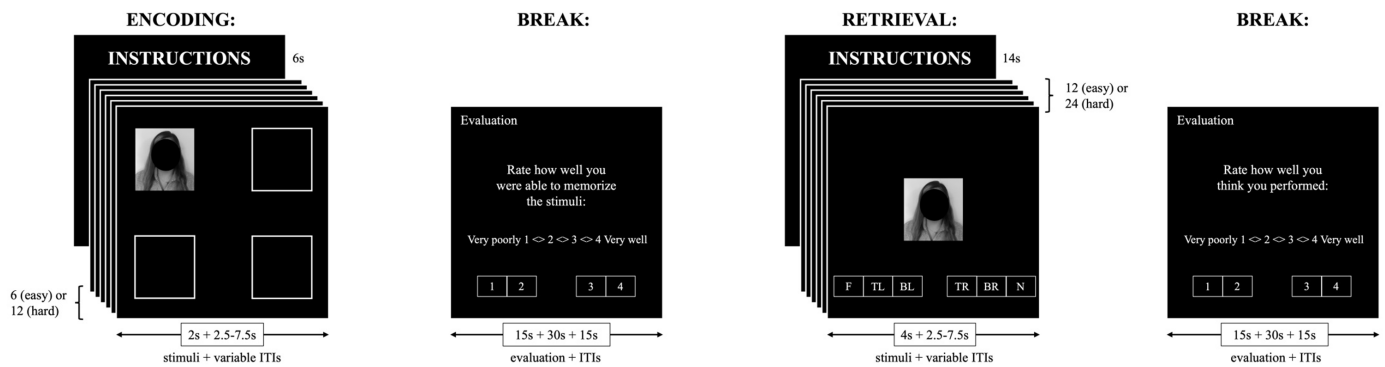 ENCODING:
INSTRUCTIONS
6s
6 (easy) or
12 (hard)
2s + 2.5-7.5s
stimuli + variable ITIs
BREAK:
Evaluation
Rate how well you
were able to memorize
the stimuli:
Very poorly 1 <> 2 <> 3 <> 4 Very well
1 2 3 4
15s + 30s + 15s
evaluation + ITIs
RETRIEVAL:
INSTRUCTIONS
14s
12 (easy) or
24 (hard)
F TL BL TR BR N
4s + 2.5-7.5s
stimuli + variable ITIs
BREAK:
Evaluation
Rate how well you
think you performed:
Very poorly 1 <> 2 <> 3 <> 4 Very well
1 2 3 4
15s + 30s + 15s
evaluation + ITIs